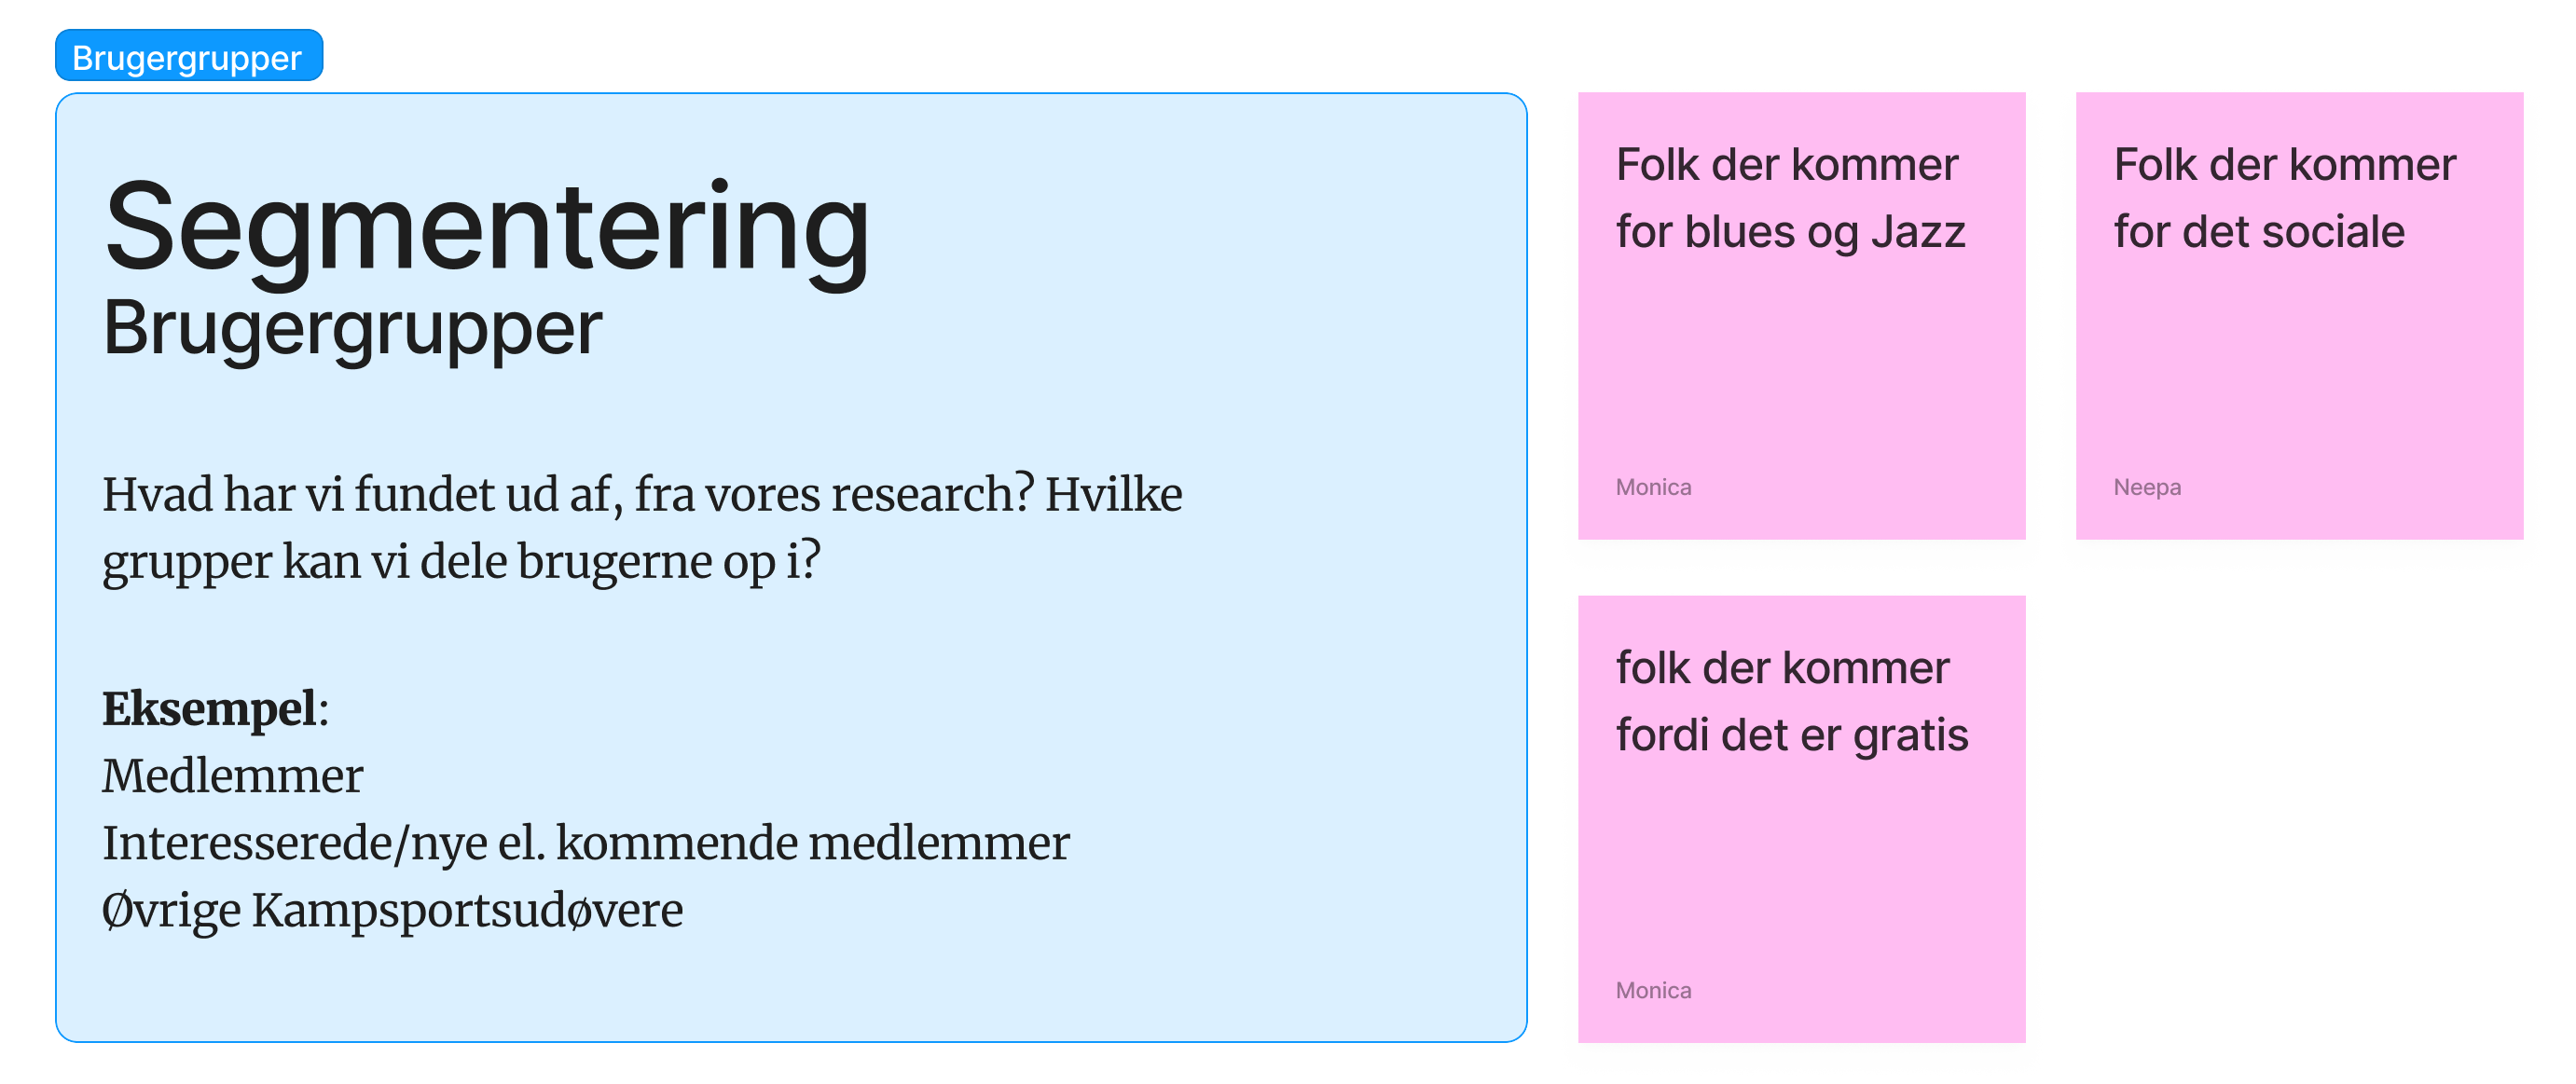 Brugergrupper
Segmentering
Brugergrupper
Hvad har vi fundet ud af, fra vores research? Hvilke
grupper kan vi dele brugerne op i?
Eksempel:
Medlemmer
Interesserede/nye el. kommende medlemmer
Øvrige Kampsportsudøvere
Folk der kommer
for blues og Jazz
Monica
Folk der kommer
for det sociale
Neepa
folk der kommer
fordi det er gratis
Monica